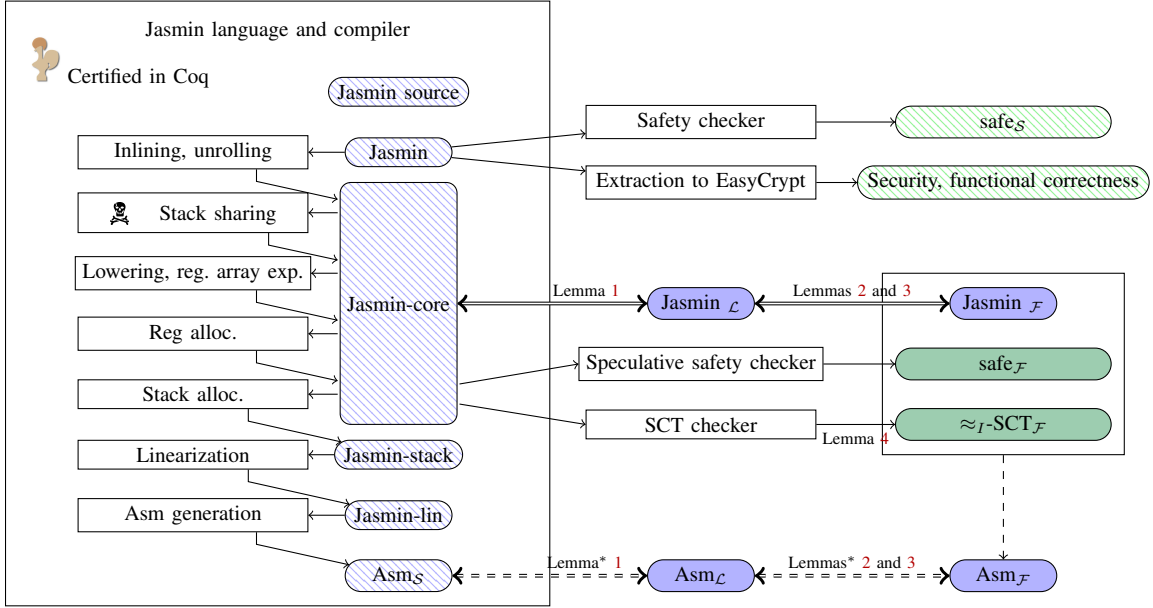 Jasmin language and compiler
Certified in Coq
Jasmin source
Safety checker
safe𝒮
Inlining, unrolling
Jasmin
Extraction to EasyCrypt
Security, functional correctness
Stack sharing
Lowering, reg. array exp.
Jasmin-core
Lemma 1
Jasmin ℒ
Lemmas 2 and 3
Jasmin ℱ
Reg alloc.
Speculative safety checker
safeℱ
Stack alloc.
SCT checker
Lemma 4
≈I-SCTℱ
Linearization
Jasmin-stack
Asm generation
Jasmin-lin
Asm𝒮
Lemma* 1
Asmℒ
Lemmas* 2 and 3
Asmℱ